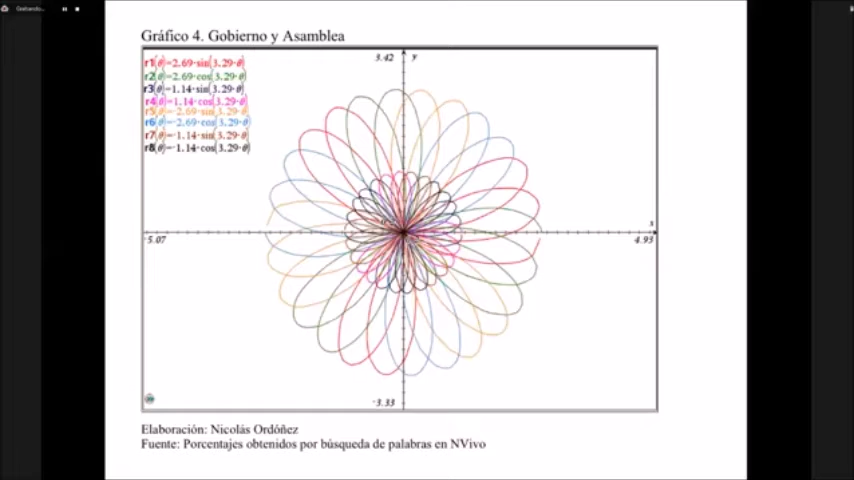 Grabando...
Gráfico 4. Gobierno y Asamblea
3.42
y
r1(θ)=2.69·sin(3.29·θ)
r2(θ)=2.69·cos(3.29·θ)
r3(θ)=1.14·sin(3.29·θ)
r4(θ)=1.14·cos(3.29·θ)
r5(θ)=-2.69·sin(3.29·θ)
r6(θ)=-2.69·cos(3.29·θ)
r7(θ)=-1.14·sin(3.29·θ)
r8(θ)=-1.14·cos(3.29·θ)
x
-5.07
4.93
-3.33
Elaboración: Nicolás Ordóñez
Fuente: Porcentajes obtenidos por búsqueda de palabras en NVivo